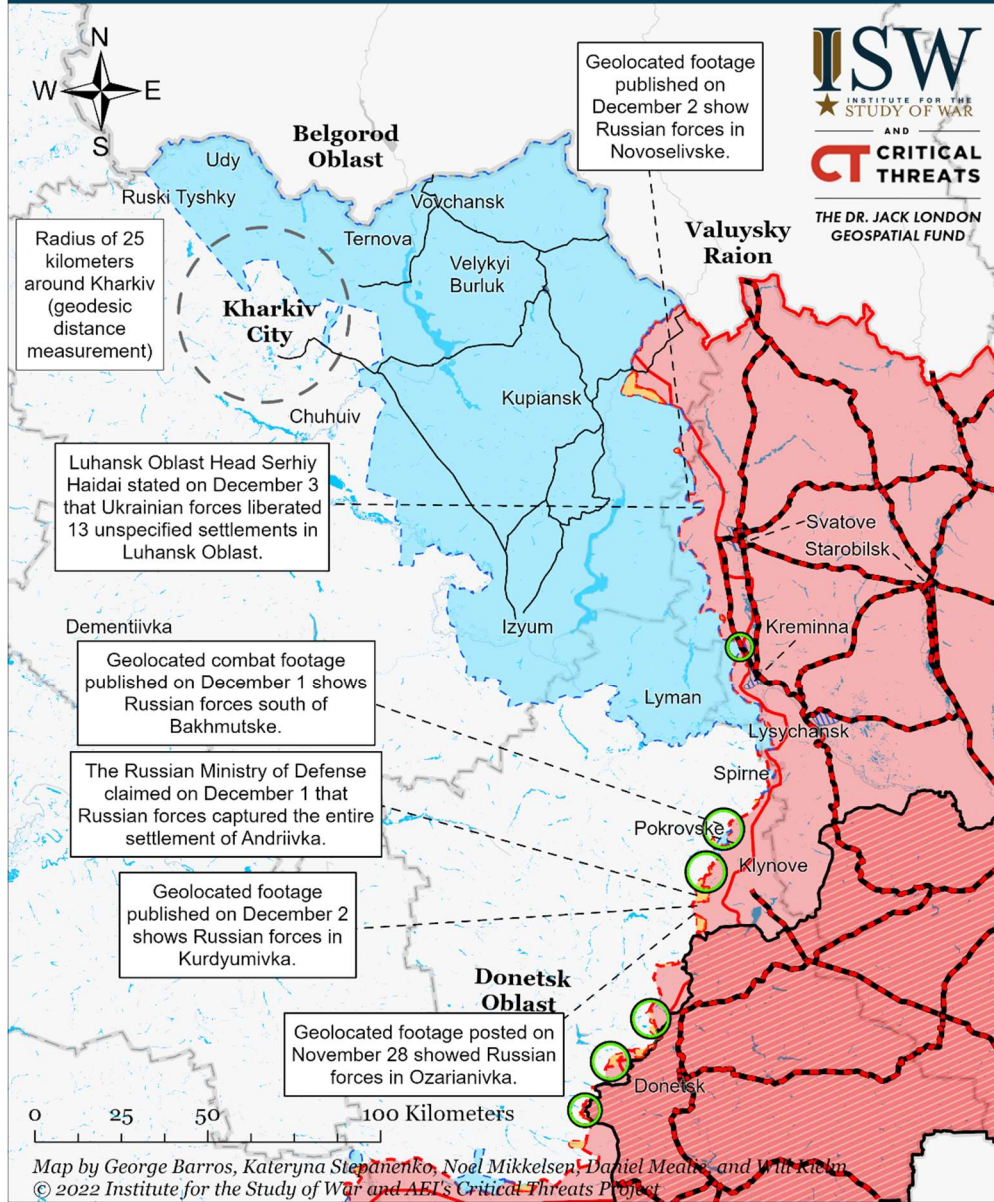 N
W
E
S
ISW
INSTITUTE FOR THE
STUDY OF WAR
AND
CT CRITICAL
THREATS
THE DR. JACK LONDON
GEOSPATIAL FUND
Geolocated footage
published on
December 2 show
Russian forces in
Novoselivske.
Belgorod
Oblast
Udy
Ruski Tyshky
Vovchansk
Ternova
Velykyi
Burluk
Valuysky
Raion
Radius of 25
kilometers
around Kharkiv
(geodesic
distance
measurement)
Kharkiv
City
Kupiansk
Chuhuiv
Luhansk Oblast Head Serhiy
Haidai stated on December 3
that Ukrainian forces liberated
13 unspecified settlements in
Luhansk Oblast.
Svatove
Starobilsk
Dementiivka
Izyum
Kreminna
Geolocated combat footage
published on December 1 shows
Russian forces south of
Bakhmutske.
Lyman
Lysychansk
The Russian Ministry of Defense
claimed on December 1 that
Russian forces captured the entire
settlement of Andriivka.
Spirne
Pokrovske
Klynove
Geolocated footage
published on December 2
shows Russian forces in
Kurdyumivka.
Donetsk
Oblast
Geolocated footage posted on
November 28 showed Russian
forces in Ozarianivka.
Donetsk
0 25 50 100 Kilometers
Map by George Barros, Kateryna Stepanenko, Noel Mikkelsen, Daniel Mealie, and Will Kielm
© 2022 Institute for the Study of War and AEI's Critical Threats Project